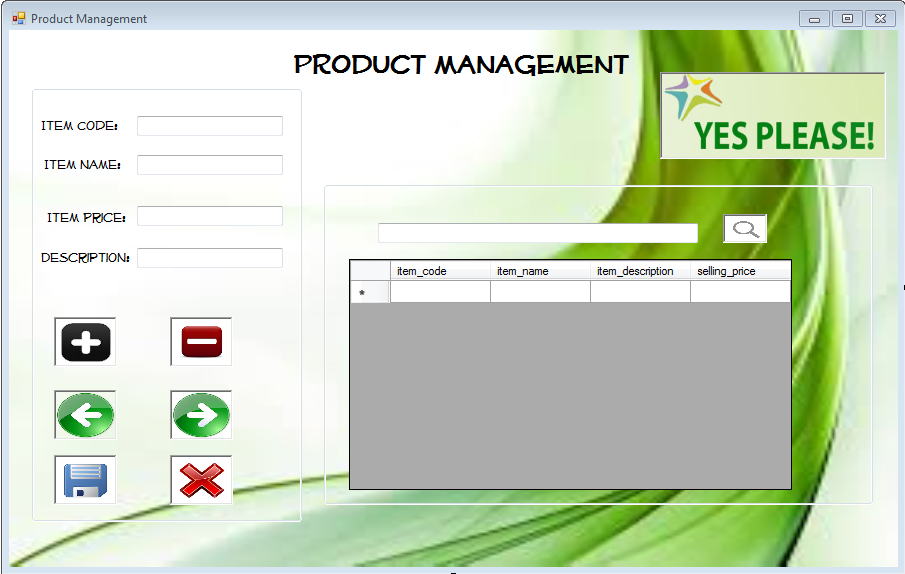 Product Management
PRODUCT MANAGEMENT
YES PLEASE!
ITEM CODE:
ITEM NAME:
ITEM PRICE:
DESCRIPTION:
item_code item_name item_description selling_price
*